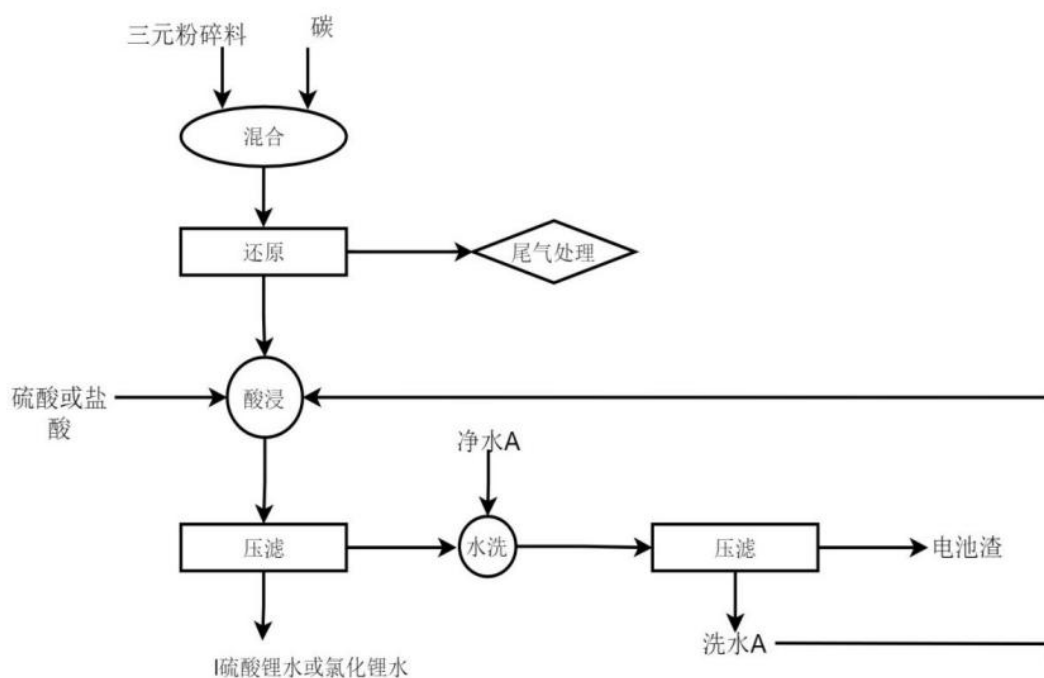 三元粉碎料
碳
混合
还原
尾气处理
硫酸或盐
酸
酸浸
净水A
压滤
水洗
压滤
电池渣
洗水A
l硫酸锂水或氯化锂水